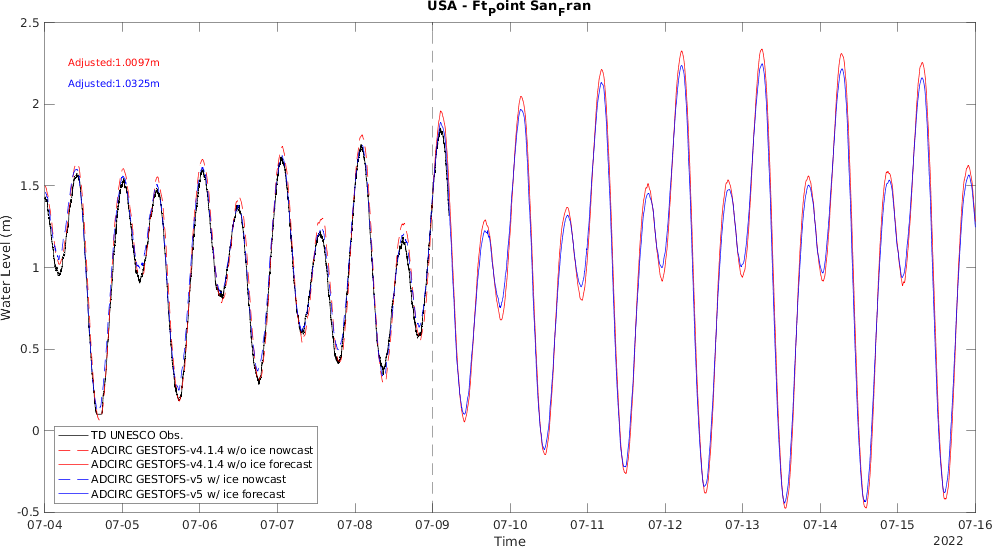 USA - Ft_Point San_Fran
2.5
Adjusted:1.0097m
Adjusted:1.0325m
2
1.5
1
0.5
0
-0.5
Water Level (m)
TD UNESCO Obs.
ADCIRC GESTOFS-v4.1.4 w/o ice nowcast
ADCIRC GESTOFS-v4.1.4 w/o ice forecast
ADCIRC GESTOFS-v5 w/ ice nowcast
ADCIRC GESTOFS-v5 w/ ice forecast
07-04 07-05 07-06 07-07 07-08 07-09 07-10 07-11 07-12 07-13 07-14 07-15 07-16
Time
2022